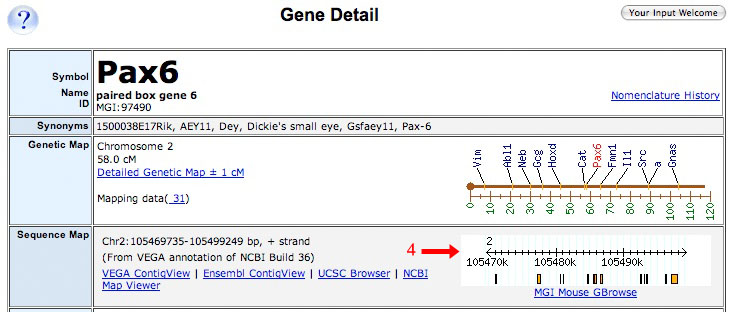 ?
Gene Detail
Your Input Welcome
Symbol
Pax6
Name
paired box gene 6
Nomenclature History
ID
MGI:97490
Synonyms
1500038E17Rik, AEY11, Dey, Dickie's small eye, Gsfaey11, Pax-6
Genetic Map
Chromosome 2
58.0 cM
Detailed Genetic Map ± 1 cM
Mapping data( 31)
Vim Abl1 Neb Gcg Hoxd Cat Pax6 Fmn1 Il1 Src a Gnas
0 10 20 30 40 50 60 70 80 90 100 110 120
Sequence Map
Chr2:105469735-105499249 bp, + strand
(From VEGA annotation of NCBI Build 36)
VEGA ContigView | Ensembl ContigView | UCSC Browser | NCBI
Map Viewer
4
2
105470k 105480k 105490k
MGI Mouse GBrowse